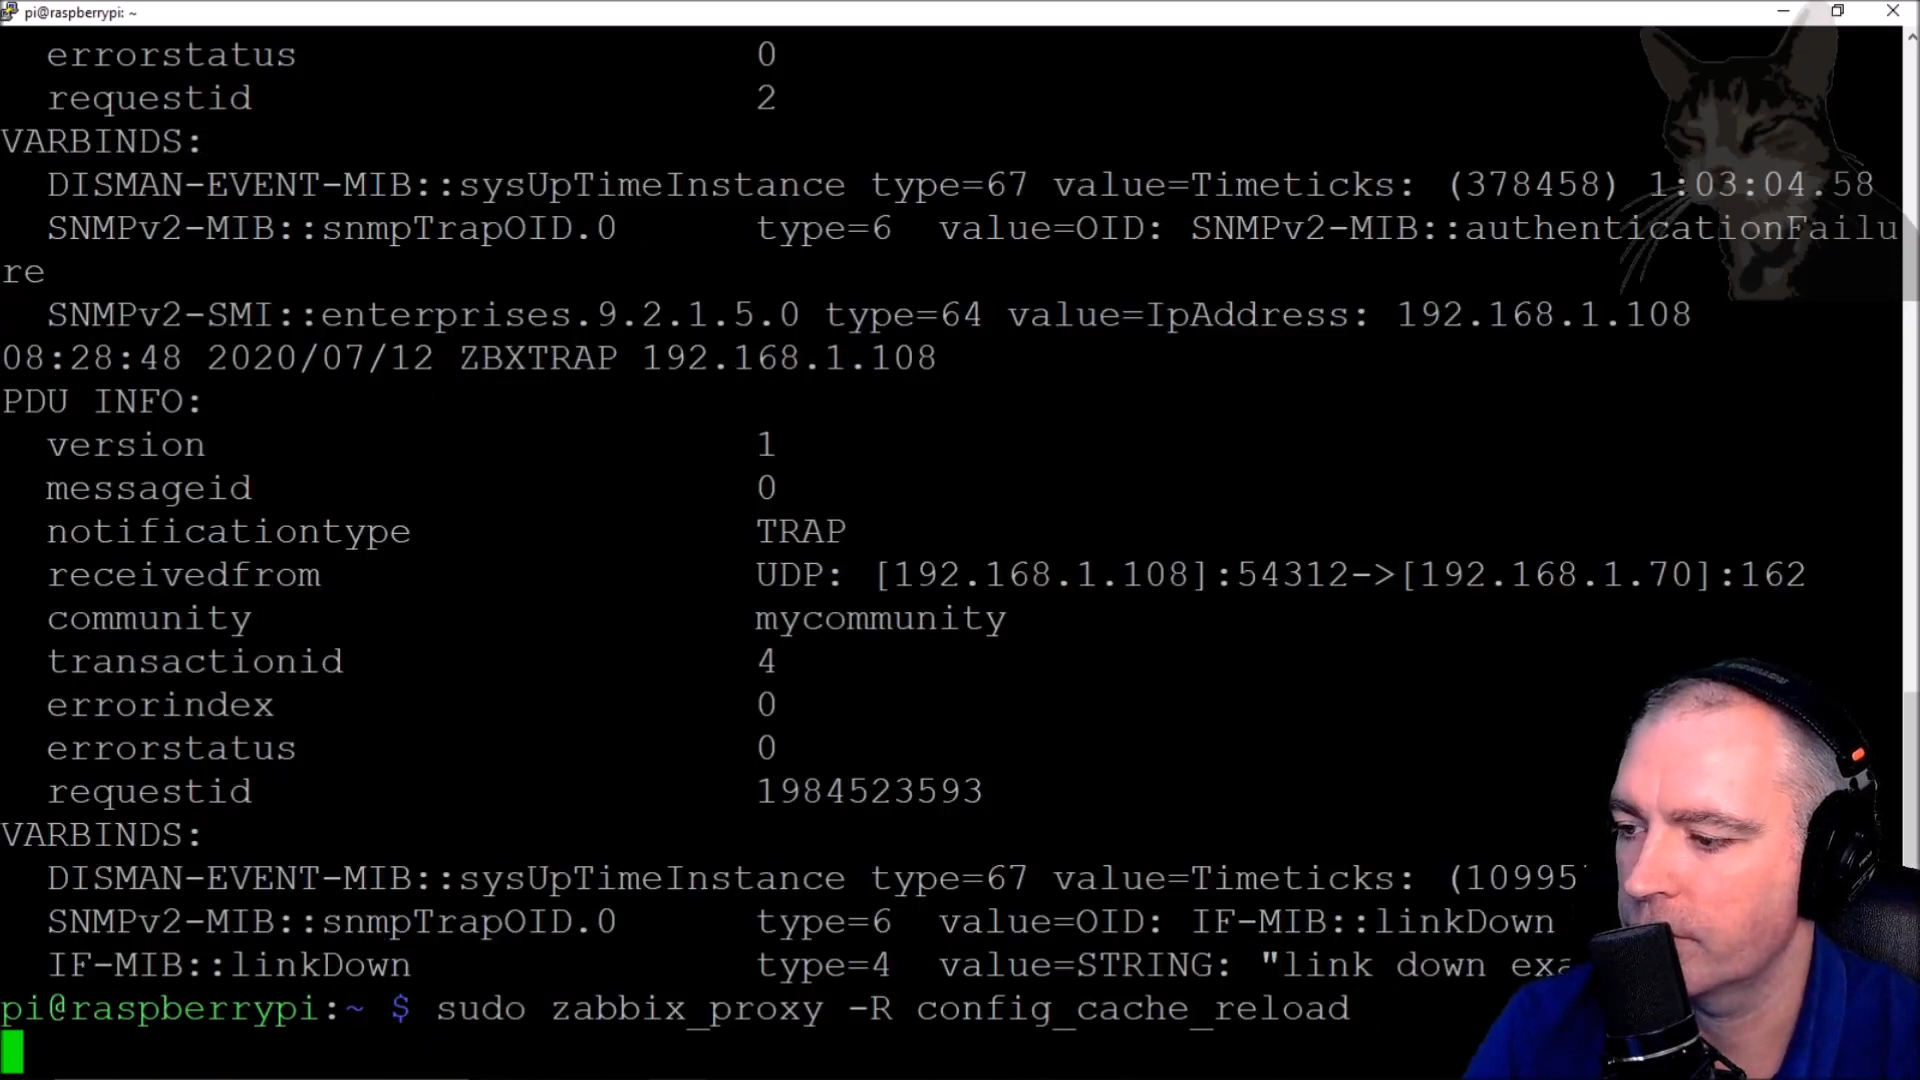 pi@raspberrypi: ~
errorstatus 0
requestid 2
VARBINDS:
DISMAN-EVENT-MIB::sysUpTimeInstance type=67 value=Timeticks: (378458) 1:03:04.58
SNMPv2-MIB::snmpTrapOID.0 type=6 value=OID: SNMPv2-MIB::authenticationFailu
re
SNMPv2-SMI::enterprises.9.2.1.5.0 type=64 value=IpAddress: 192.168.1.108
08:28:48 2020/07/12 ZBXTRAP 192.168.1.108
PDU INFO:
version 1
messageid 0
notificationtype TRAP
receivedfrom UDP: [192.168.1.108]:54312->[192.168.1.70]:162
community mycommunity
transactionid 4
errorindex 0
errorstatus 0
requestid 1984523593
VARBINDS:
DISMAN-EVENT-MIB::sysUpTimeInstance type=67 value=Timeticks: (10995
SNMPv2-MIB::snmpTrapOID.0 type=6 value=OID: IF-MIB::linkDown
IF-MIB::linkDown type=4 value=STRING: "link down exa
pi@raspberrypi:~ $ sudo zabbix_proxy -R config_cache_reload